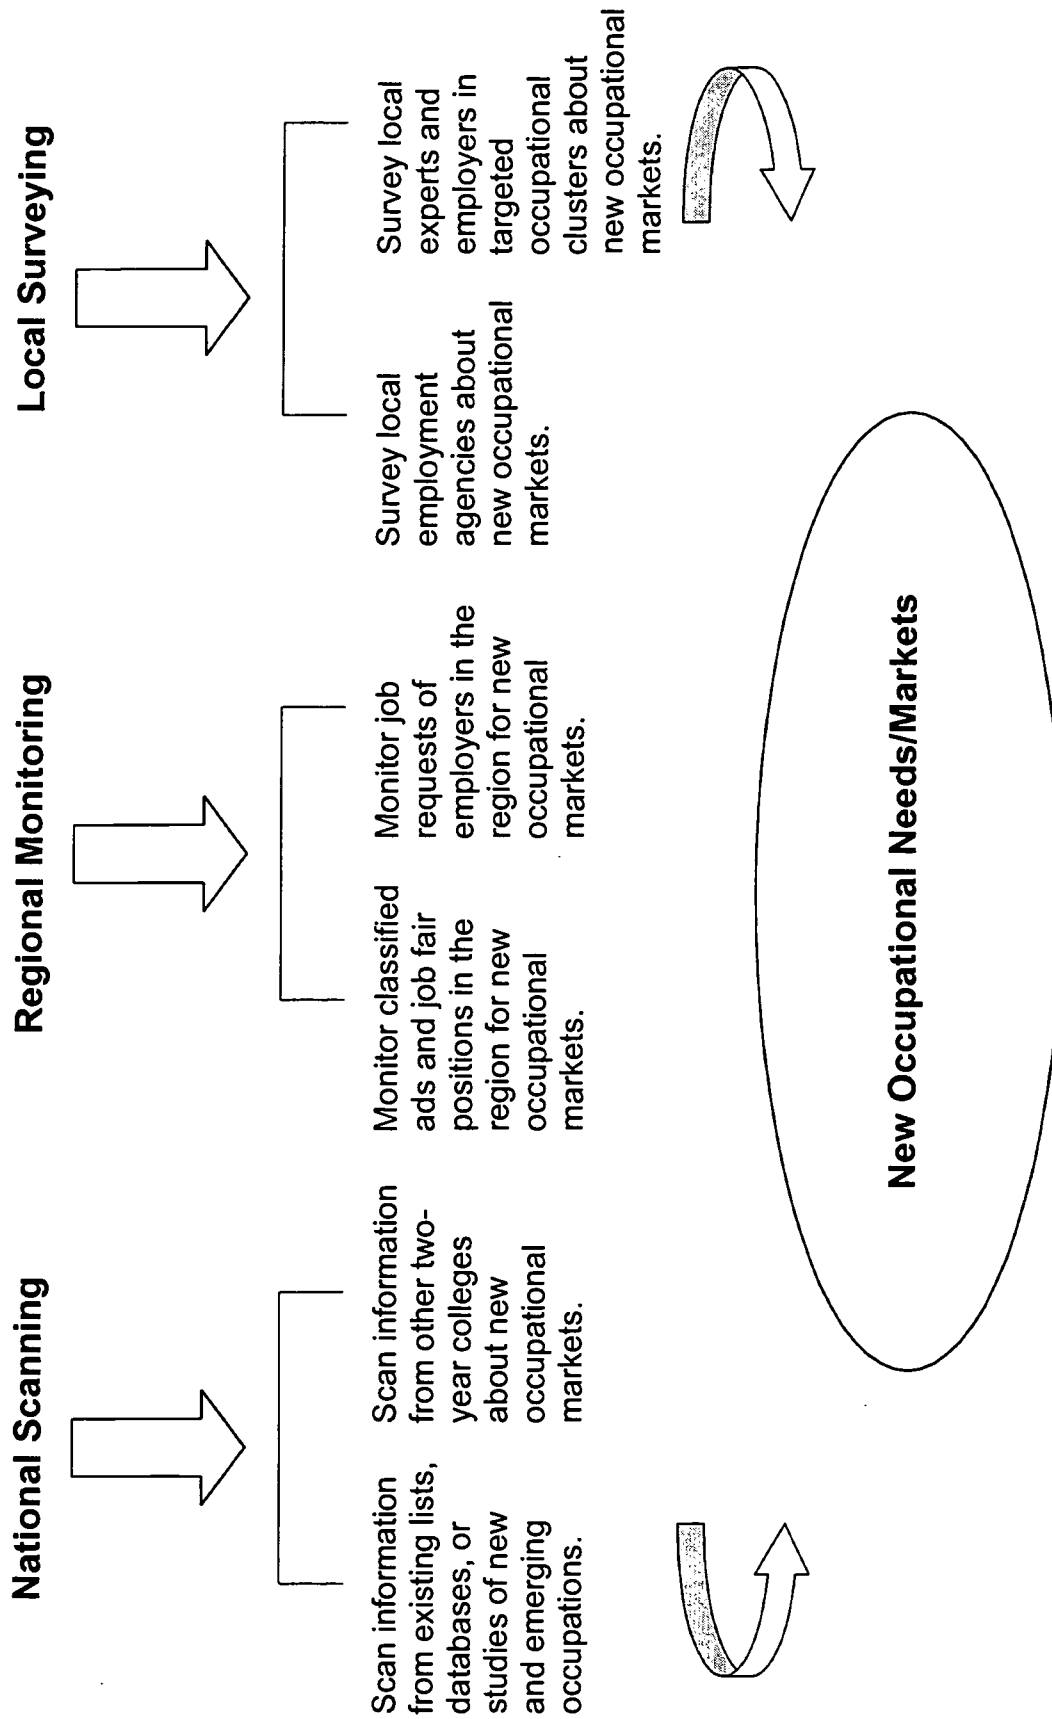 National Scanning
Scan information
from existing lists,
databases, or
studies of new
and emerging
occupations.
Scan information
from other two-
year colleges
about new
occupational
markets.
Regional Monitoring
Monitor classified
ads and job fair
positions in the
region for new
occupational
markets.
Monitor job
requests of
employers in the
region for new
occupational
markets.
Local Surveying
Survey local
employment
agencies about
new occupational
markets.
Survey local
experts and
employers in
targeted
occupational
clusters about
new occupational
markets.
New Occupational Needs/Markets